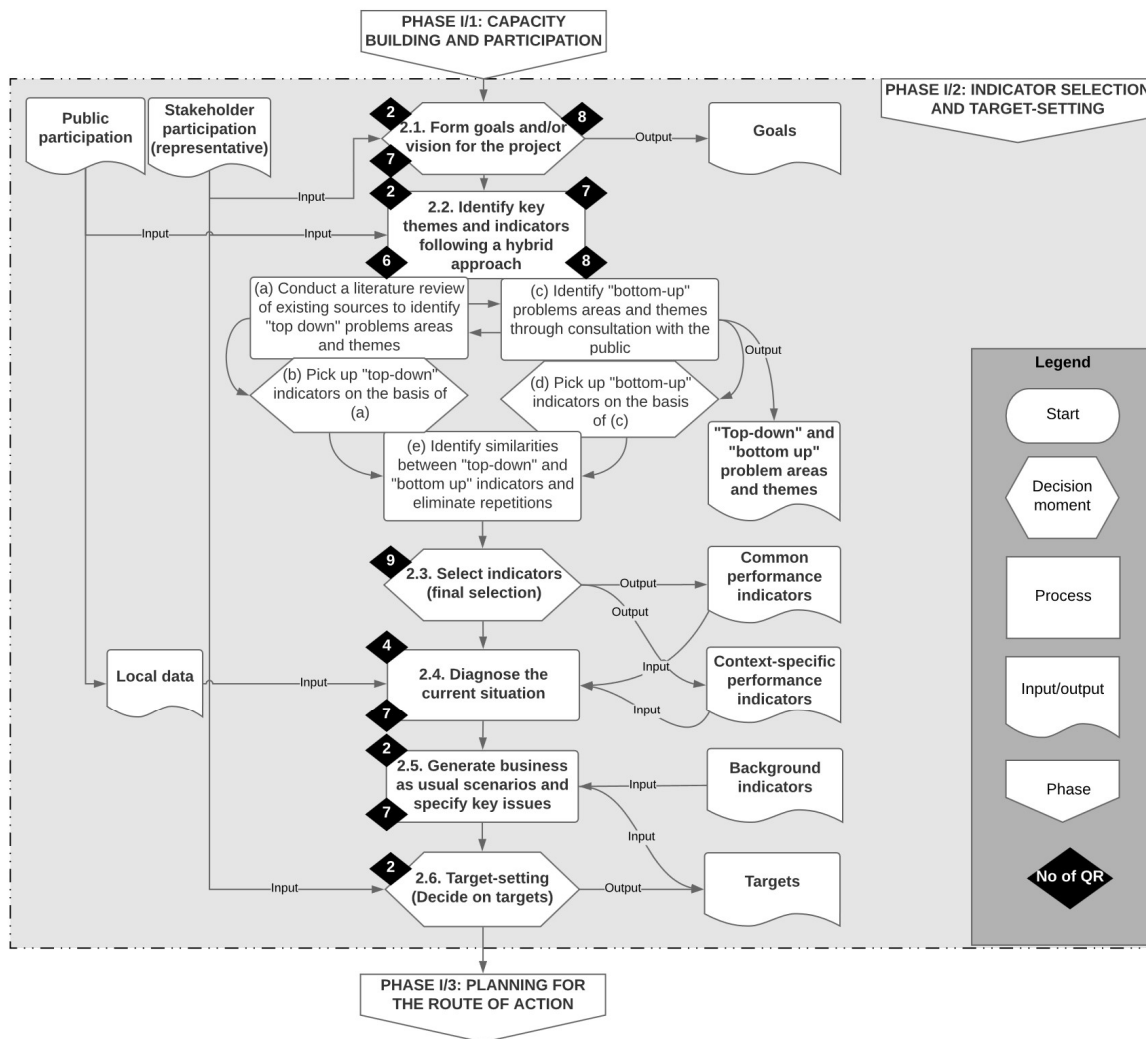 PHASE I/1: CAPACITY
BUILDING AND PARTICIPATION
PHASE I/2: INDICATOR SELECTION
AND TARGET-SETTING
Public
participation
Stakeholder
participation
(representative)
2
8
2.1. Form goals and/or
vision for the project
7
Output
Goals
Input
2
7
2.2. Identify key
themes and indicators
following a hybrid
approach
6
8
Input
Input
(a) Conduct a literature review
of existing sources to identify
"top down" problems areas
and themes
(c) Identify "bottom-up"
problems areas and themes
through consultation with the
public
Output
(b) Pick up "top-down"
indicators on the basis of
(a)
(d) Pick up "bottom-up"
indicators on the basis
of (c)
"Top-down" and
"bottom up"
problem areas
and themes
(e) Identify similarities
between "top-down" and
"bottom up" indicators and
eliminate repetitions
9
2.3. Select indicators
(final selection)
Output
Output
Common
performance
indicators
4
2.4. Diagnose the
current situation
7
Local data
Input
Input
Input
Context-specific
performance
indicators
2
2.5. Generate business
as usual scenarios and
specify key issues
7
Input
Background
indicators
Input
2
2.6. Target-setting
(Decide on targets)
Input
Output
Targets
PHASE I/3: PLANNING FOR
THE ROUTE OF ACTION
Legend
Start
Decision
moment
Process
Input/output
Phase
No of QR